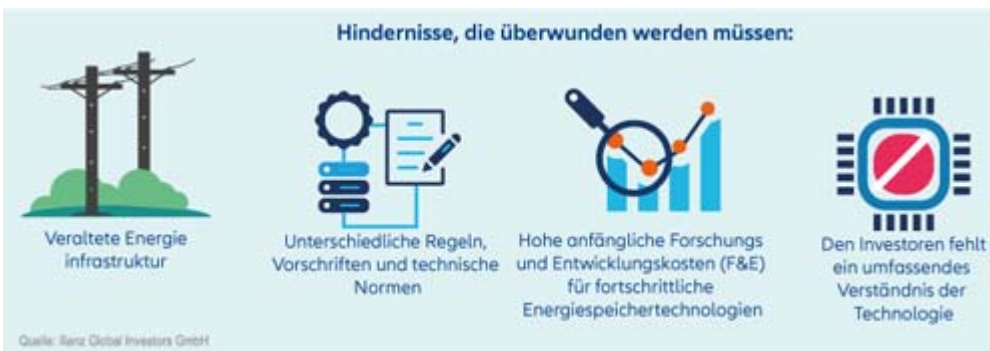 Hindernisse, die überwunden werden müssen:
Veraltete Energie
infrastruktur
Unterschiedliche Regeln,
Vorschriften und technische
Normen
Hohe anfängliche Forschungs
und Entwicklungskosten (F&E)
für fortschrittliche
Energiespeichertechnologien
Den Investoren fehlt
ein umfassendes
Verständnis der
Technologie
Quelle: llianz Global Investors GmbH